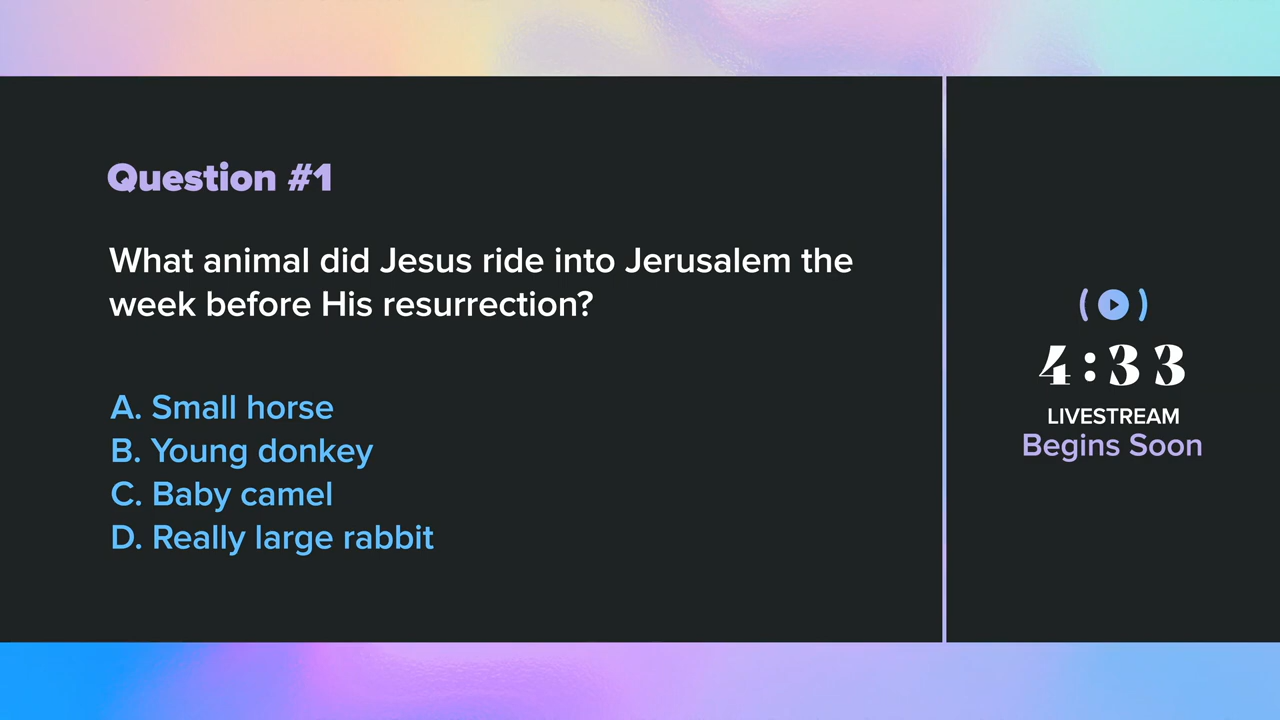 Question #1
What animal did Jesus ride into Jerusalem the
week before His resurrection?
A. Small horse
B. Young donkey
C. Baby camel
D. Really large rabbit
4:33
LIVESTREAM
Begins Soon